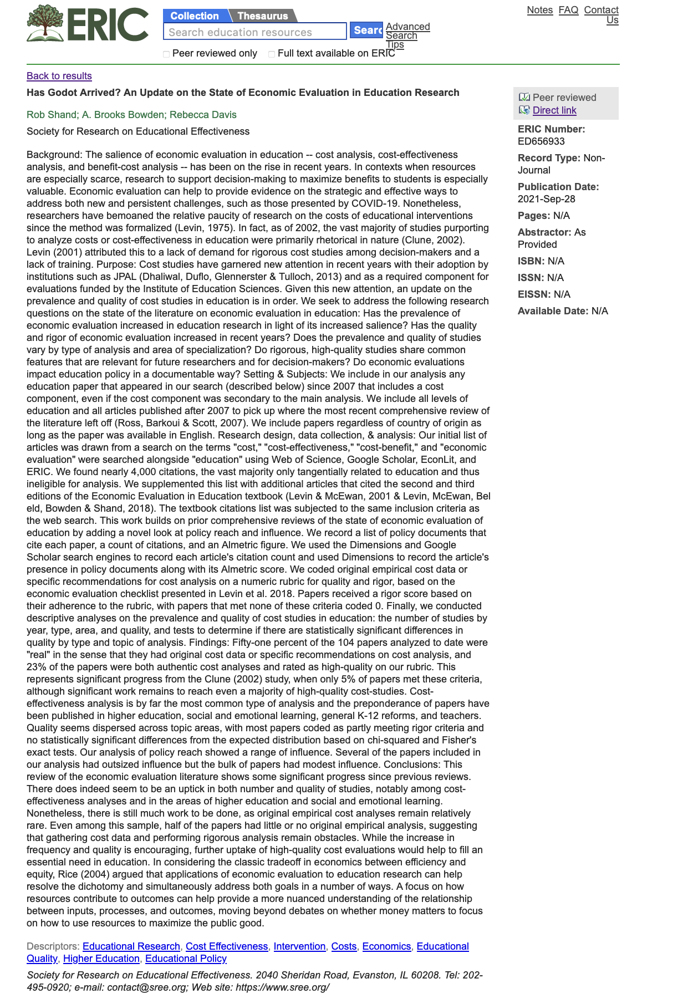 ERIC
Collection Thesaurus
Search education resources
Searc
Advanced
Search
Tips
Peer reviewed only Full text available on ERIC
Notes FAQ Contact
Us
Back to results
Has Godot Arrived? An Update on the State of Economic Evaluation in Education Research
Rob Shand; A. Brooks Bowden; Rebecca Davis
Society for Research on Educational Effectiveness
Background: The salience of economic evaluation in education -- cost analysis, cost-effectiveness
analysis, and benefit-cost analysis -- has been on the rise in recent years. In contexts when resources
are especially scarce, research to support decision-making to maximize benefits to students is especially
valuable. Economic evaluation can help to provide evidence on the strategic and effective ways to
address both new and persistent challenges, such as those presented by COVID-19. Nonetheless,
researchers have bemoaned the relative paucity of research on the costs of educational interventions
since the method was formalized (Levin, 1975). In fact, as of 2002, the vast majority of studies purporting
to analyze costs or cost-effectiveness in education were primarily rhetorical in nature (Clune, 2002).
Levin (2001) attributed this to a lack of demand for rigorous cost studies among decision-makers and a
lack of training. Purpose: Cost studies have garnered new attention in recent years with their adoption by
institutions such as JPAL (Dhaliwal, Duflo, Glennerster & Tulloch, 2013) and as a required component for
evaluations funded by the Institute of Education Sciences. Given this new attention, an update on the
prevalence and quality of cost studies in education is in order. We seek to address the following research
questions on the state of the literature on economic evaluation in education: Has the prevalence of
economic evaluation increased in education research in light of its increased salience? Has the quality
and rigor of economic evaluation increased in recent years? Does the prevalence and quality of studies
vary by type of analysis and area of specialization? Do rigorous, high-quality studies share common
features that are relevant for future researchers and for decision-makers? Do economic evaluations
impact education policy in a documentable way? Setting & Subjects: We include in our analysis any
education paper that appeared in our search (described below) since 2007 that includes a cost
component, even if the cost component was secondary to the main analysis. We include all levels of
education and all articles published after 2007 to pick up where the most recent comprehensive review of
the literature left off (Ross, Barkoui & Scott, 2007). We include papers regardless of country of origin as
long as the paper was available in English. Research design, data collection, & analysis: Our initial list of
articles was drawn from a search on the terms "cost," "cost-effectiveness," "cost-benefit," and "economic
evaluation" were searched alongside "education" using Web of Science, Google Scholar, EconLit, and
ERIC. We found nearly 4,000 citations, the vast majority only tangentially related to education and thus
ineligible for analysis. We supplemented this list with additional articles that cited the second and third
editions of the Economic Evaluation in Education textbook (Levin & McEwan, 2001 & Levin, McEwan, Bel
eld, Bowden & Shand, 2018). The textbook citations list was subjected to the same inclusion criteria as
the web search. This work builds on prior comprehensive reviews of the state of economic evaluation of
education by adding a novel look at policy reach and influence. We record a list of policy documents that
cite each paper, a count of citations, and an Almetric figure. We used the Dimensions and Google
Scholar search engines to record each article's citation count and used Dimensions to record the article's
presence in policy documents along with its Almetric score. We coded original empirical cost data or
specific recommendations for cost analysis on a numeric rubric for quality and rigor, based on the
economic evaluation checklist presented in Levin et al. 2018. Papers received a rigor score based on
their adherence to the rubric, with papers that met none of these criteria coded 0. Finally, we conducted
descriptive analyses on the prevalence and quality of cost studies in education: the number of studies by
year, type, area, and quality, and tests to determine if there are statistically significant differences in
quality by type and topic of analysis. Findings: Fifty-one percent of the 104 papers analyzed to date were
"real" in the sense that they had original cost data or specific recommendations on cost analysis, and
23% of the papers were both authentic cost analyses and rated as high-quality on our rubric. This
represents significant progress from the Clune (2002) study, when only 5% of papers met these criteria,
although significant work remains to reach even a majority of high-quality cost-studies. Cost-
effectiveness analysis is by far the most common type of analysis and the preponderance of papers have
been published in higher education, social and emotional learning, general K-12 reforms, and teachers.
Quality seems dispersed across topic areas, with most papers coded as partly meeting rigor criteria and
no statistically significant differences from the expected distribution based on chi-squared and Fisher's
exact tests. Our analysis of policy reach showed a range of influence. Several of the papers included in
our analysis had outsized influence but the bulk of papers had modest influence. Conclusions: This
review of the economic evaluation literature shows some significant progress since previous reviews.
There does indeed seem to be an uptick in both number and quality of studies, notably among cost-
effectiveness analyses and in the areas of higher education and social and emotional learning.
Nonetheless, there is still much work to be done, as original empirical cost analyses remain relatively
rare. Even among this sample, half of the papers had little or no original empirical analysis, suggesting
that gathering cost data and performing rigorous analysis remain obstacles. While the increase in
frequency and quality is encouraging, further uptake of high-quality cost evaluations would help to fill an
essential need in education. In considering the classic tradeoff in economics between efficiency and
equity, Rice (2004) argued that applications of economic evaluation to education research can help
resolve the dichotomy and simultaneously address both goals in a number of ways. A focus on how
resources contribute to outcomes can help provide a more nuanced understanding of the relationship
between inputs, processes, and outcomes, moving beyond debates on whether money matters to focus
on how to use resources to maximize the public good.
Descriptors: Educational Research, Cost Effectiveness, Intervention, Costs, Economics, Educational
Quality, Higher Education, Educational Policy
Society for Research on Educational Effectiveness. 2040 Sheridan Road, Evanston, IL 60208. Tel: 202-
495-0920; e-mail: contact@sree.org; Web site: https://www.sree.org/
Peer reviewed
Direct link
ERIC Number:
ED656933
Record Type: Non-
Journal
Publication Date:
2021-Sep-28
Pages: N/A
Abstractor: As
Provided
ISBN: N/A
ISSN: N/A
EISSN: N/A
Available Date: N/A